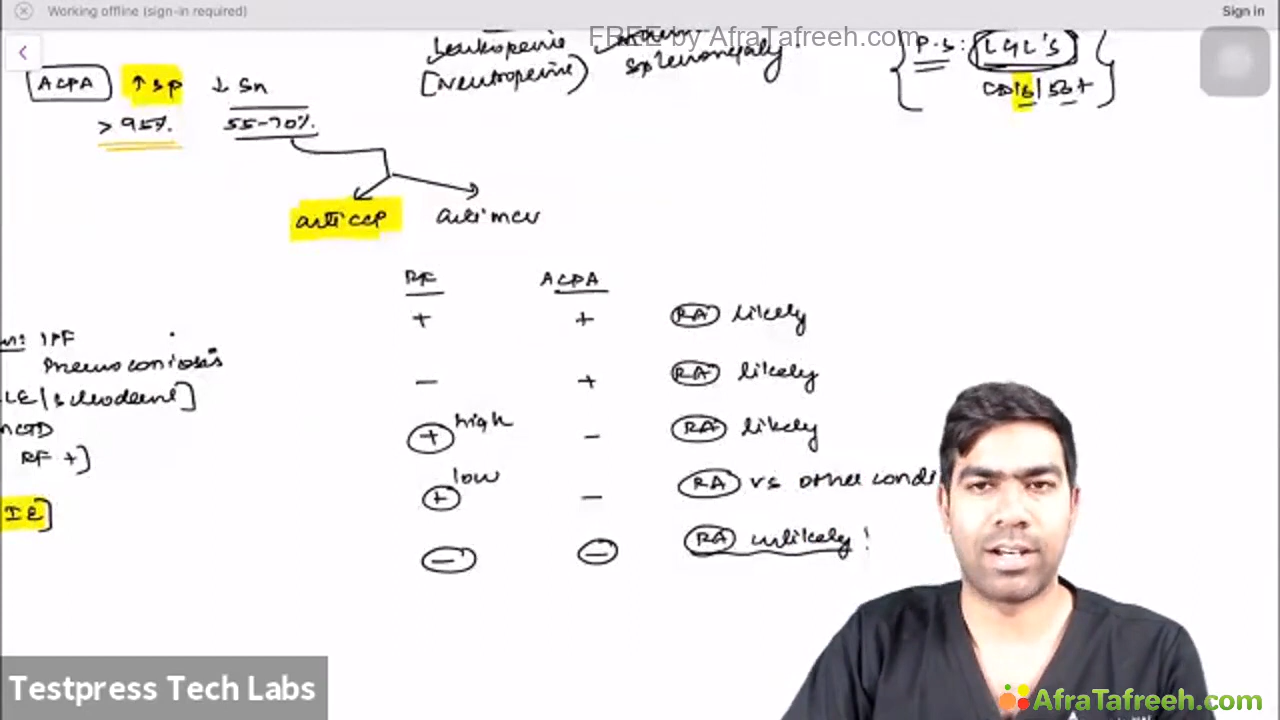 Working offline (sign-in required)
Sign in
FREE by AfraTafreeh.com
Leukopenia
[Neutropenia)
splenomegaly
P.S: LGL's
CD16/56+
ACPA ↑ sp ↓ Sn
> 95%. 55-70%.
anti CCP anti mcv
RF ACPA
+ + RA likely
- + RA likely
+ high - RA likely
+ low - RA vs other condi
- - RA unlikely!
IPF
Pneumoconiosis
LE/scleroderma]
RF +]
IE]
Testpress Tech Labs
AfraTafreeh.com